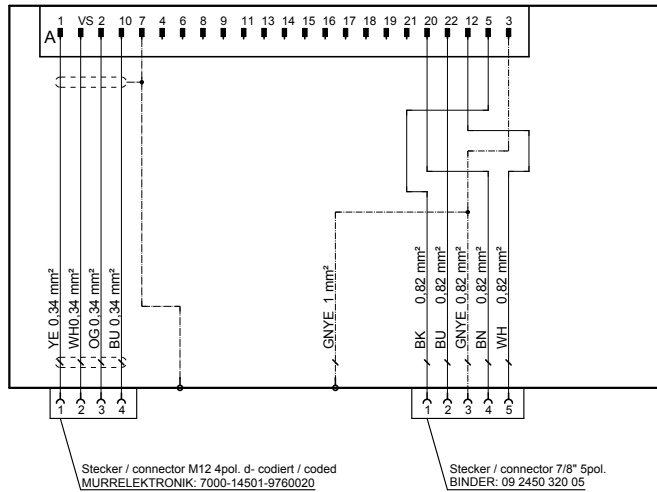 1 VS 2 10 7 4 6 8 9 11 13 14 15 16 17 18 19 21 20 22 12 5 3
A
YE 0,34 mm²
WH0,34 mm²
OG 0,34 mm²
BU 0,34 mm²
GNYE 1 mm²
BK 0,82 mm²
BU 0,82 mm²
GNYE 0,82 mm²
BN 0,82 mm²
WH 0,82 mm²
1 2 3 4
1 2 3 4 5
Stecker / connector M12 4pol. d- codiert / coded
MURRELEKTRONIK: 7000-14501-9760020
Stecker / connector 7/8" 5pol.
BINDER: 09 2450 320 05